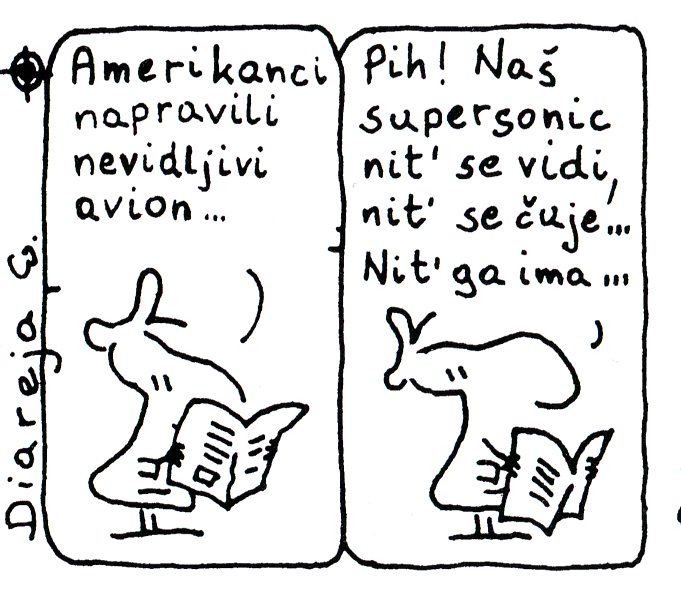 Amerikanci
napravili
nevidljivi
avion...
Pih! Naš
supersonic
nit' se vidi,
nit' se čuje...
Nit' ga ima...
Diareja 3.